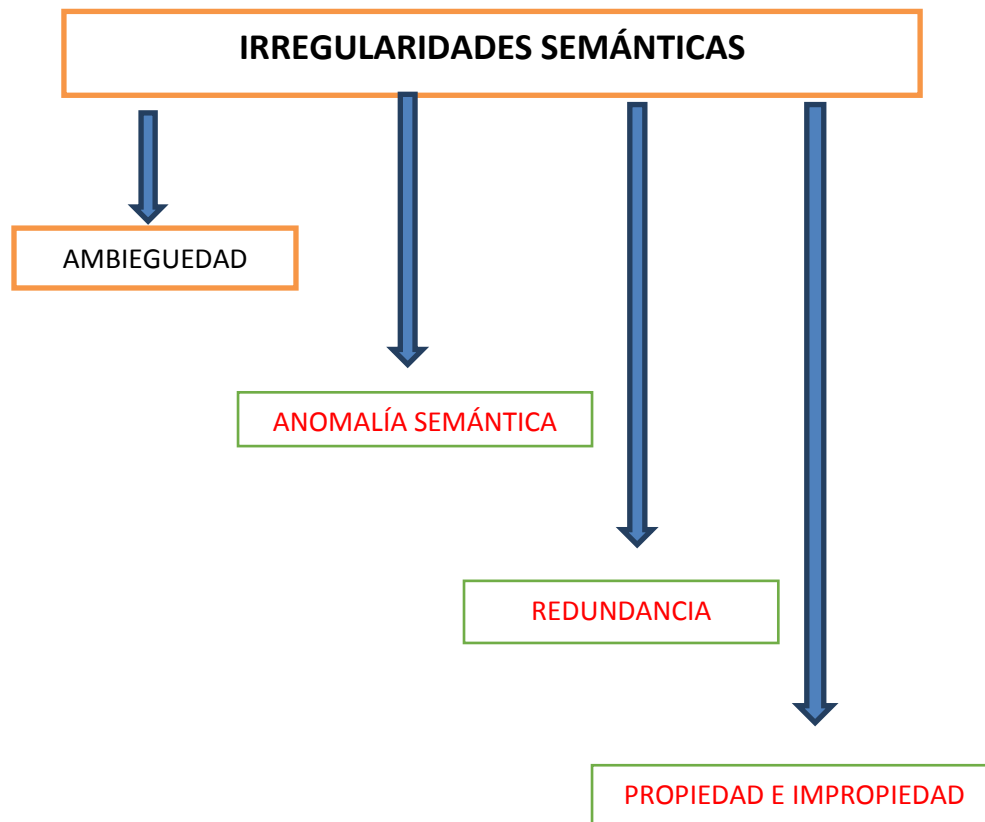 IRREGULARIDADES SEMÁNTICAS
AMBIEGUEDAD
ANOMALÍA SEMÁNTICA
REDUNDANCIA
PROPIEDAD E IMPROPIEDAD